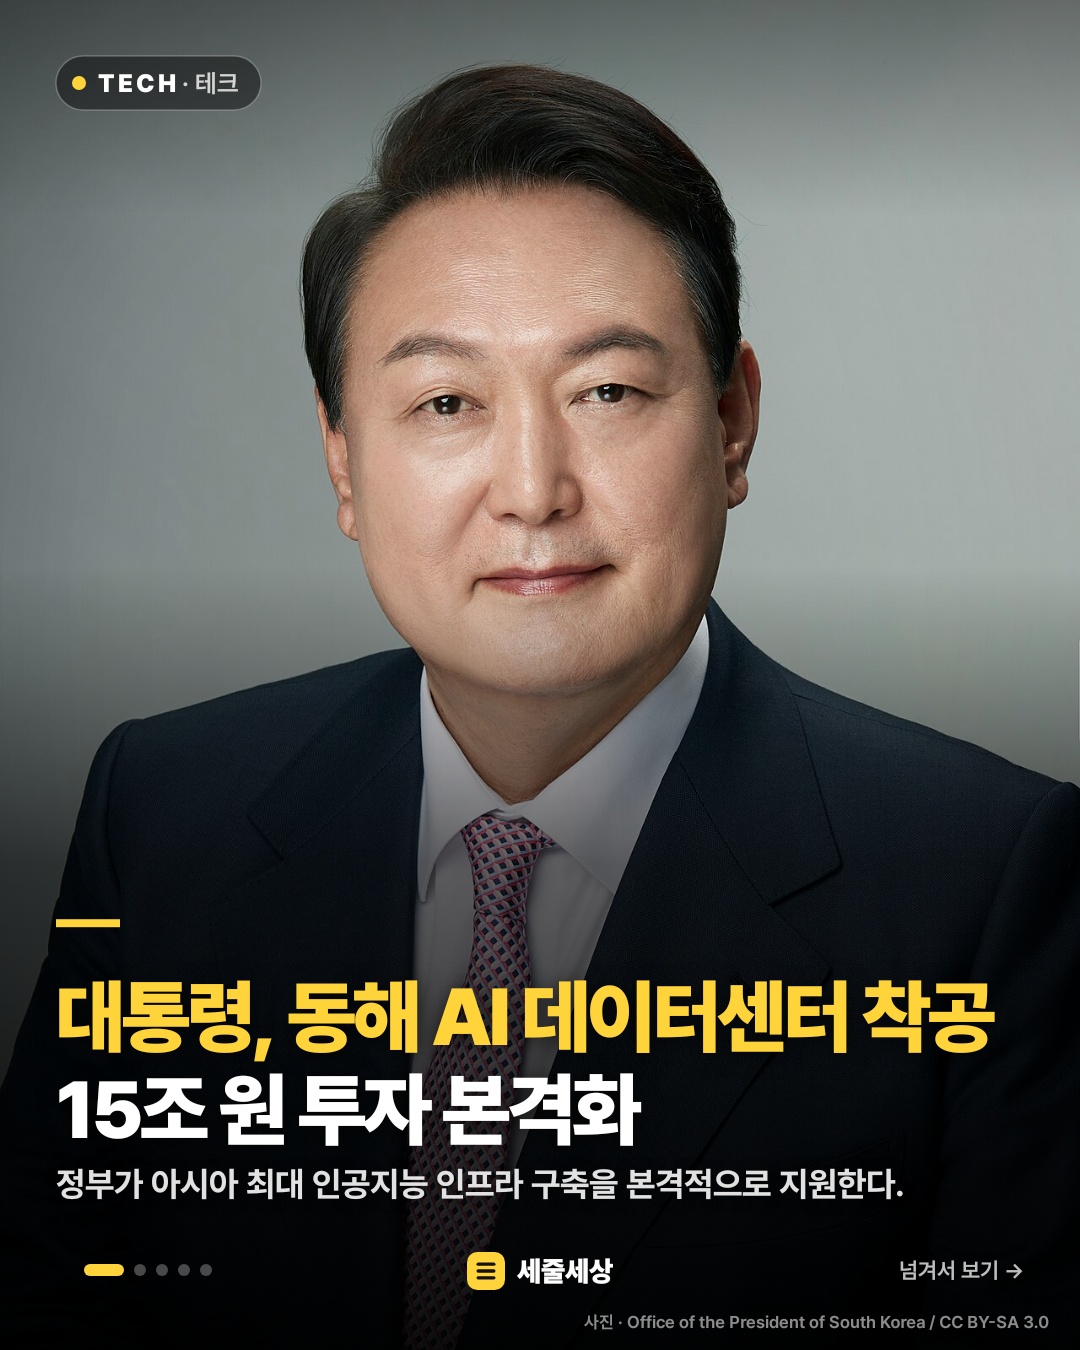 TECH · 테크
대통령, 동해 AI 데이터센터 착공
15조 원 투자 본격화
정부가 아시아 최대 인공지능 인프라 구축을 본격적으로 지원한다.
세줄세상
넘겨서 보기 →
사진 · Office of the President of South Korea / CC BY-SA 3.0